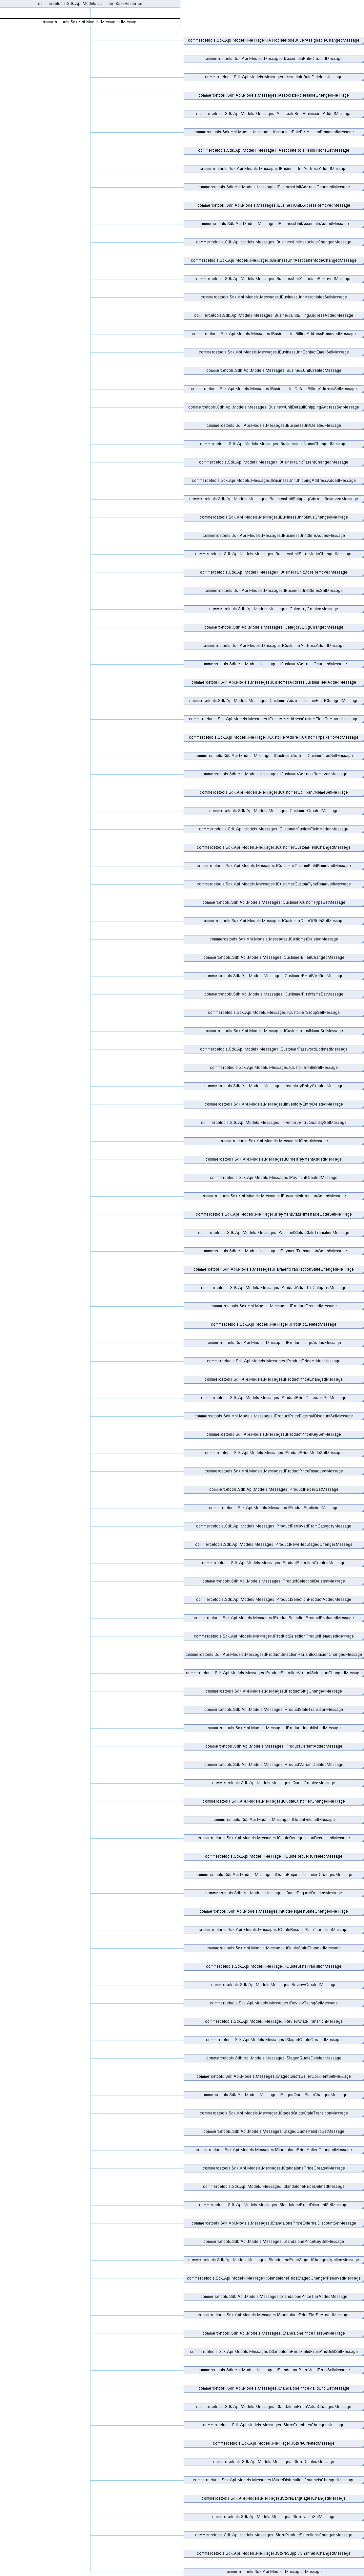 commercetools.Sdk.Api.Models.Common.IBaseResource
commercetools.Sdk.Api.Models.Messages.IMessage
commercetools.Sdk.Api.Models.Messages.IAssociateRoleBuyerAssignableChangedMessage
commercetools.Sdk.Api.Models.Messages.IAssociateRoleCreatedMessage
commercetools.Sdk.Api.Models.Messages.IAssociateRoleDeletedMessage
commercetools.Sdk.Api.Models.Messages.IAssociateRoleNameChangedMessage
commercetools.Sdk.Api.Models.Messages.IAssociateRolePermissionAddedMessage
commercetools.Sdk.Api.Models.Messages.IAssociateRolePermissionRemovedMessage
commercetools.Sdk.Api.Models.Messages.IAssociateRolePermissionsSetMessage
commercetools.Sdk.Api.Models.Messages.IBusinessUnitAddressAddedMessage
commercetools.Sdk.Api.Models.Messages.IBusinessUnitAddressChangedMessage
commercetools.Sdk.Api.Models.Messages.IBusinessUnitAddressRemovedMessage
commercetools.Sdk.Api.Models.Messages.IBusinessUnitAssociateAddedMessage
commercetools.Sdk.Api.Models.Messages.IBusinessUnitAssociateChangedMessage
commercetools.Sdk.Api.Models.Messages.IBusinessUnitAssociateModeChangedMessage
commercetools.Sdk.Api.Models.Messages.IBusinessUnitAssociateRemovedMessage
commercetools.Sdk.Api.Models.Messages.IBusinessUnitAssociatesSetMessage
commercetools.Sdk.Api.Models.Messages.IBusinessUnitBillingAddressAddedMessage
commercetools.Sdk.Api.Models.Messages.IBusinessUnitBillingAddressRemovedMessage
commercetools.Sdk.Api.Models.Messages.IBusinessUnitContactEmailSetMessage
commercetools.Sdk.Api.Models.Messages.IBusinessUnitCreatedMessage
commercetools.Sdk.Api.Models.Messages.IBusinessUnitDefaultBillingAddressSetMessage
commercetools.Sdk.Api.Models.Messages.IBusinessUnitDefaultShippingAddressSetMessage
commercetools.Sdk.Api.Models.Messages.IBusinessUnitDeletedMessage
commercetools.Sdk.Api.Models.Messages.IBusinessUnitNameChangedMessage
commercetools.Sdk.Api.Models.Messages.IBusinessUnitParentChangedMessage
commercetools.Sdk.Api.Models.Messages.IBusinessUnitShippingAddressAddedMessage
commercetools.Sdk.Api.Models.Messages.IBusinessUnitShippingAddressRemovedMessage
commercetools.Sdk.Api.Models.Messages.IBusinessUnitStatusChangedMessage
commercetools.Sdk.Api.Models.Messages.IBusinessUnitStoreAddedMessage
commercetools.Sdk.Api.Models.Messages.IBusinessUnitStoreModeChangedMessage
commercetools.Sdk.Api.Models.Messages.IBusinessUnitStoreRemovedMessage
commercetools.Sdk.Api.Models.Messages.IBusinessUnitStoresSetMessage
commercetools.Sdk.Api.Models.Messages.ICategoryCreatedMessage
commercetools.Sdk.Api.Models.Messages.ICategorySlugChangedMessage
commercetools.Sdk.Api.Models.Messages.ICustomerAddressAddedMessage
commercetools.Sdk.Api.Models.Messages.ICustomerAddressChangedMessage
commercetools.Sdk.Api.Models.Messages.ICustomerAddressCustomFieldAddedMessage
commercetools.Sdk.Api.Models.Messages.ICustomerAddressCustomFieldChangedMessage
commercetools.Sdk.Api.Models.Messages.ICustomerAddressCustomFieldRemovedMessage
commercetools.Sdk.Api.Models.Messages.ICustomerAddressCustomTypeRemovedMessage
commercetools.Sdk.Api.Models.Messages.ICustomerAddressCustomTypeSetMessage
commercetools.Sdk.Api.Models.Messages.ICustomerAddressRemovedMessage
commercetools.Sdk.Api.Models.Messages.ICustomerCompanyNameSetMessage
commercetools.Sdk.Api.Models.Messages.ICustomerCreatedMessage
commercetools.Sdk.Api.Models.Messages.ICustomerCustomFieldAddedMessage
commercetools.Sdk.Api.Models.Messages.ICustomerCustomFieldChangedMessage
commercetools.Sdk.Api.Models.Messages.ICustomerCustomFieldRemovedMessage
commercetools.Sdk.Api.Models.Messages.ICustomerCustomTypeRemovedMessage
commercetools.Sdk.Api.Models.Messages.ICustomerCustomTypeSetMessage
commercetools.Sdk.Api.Models.Messages.ICustomerDateOfBirthSetMessage
commercetools.Sdk.Api.Models.Messages.ICustomerDeletedMessage
commercetools.Sdk.Api.Models.Messages.ICustomerEmailChangedMessage
commercetools.Sdk.Api.Models.Messages.ICustomerEmailVerifiedMessage
commercetools.Sdk.Api.Models.Messages.ICustomerFirstNameSetMessage
commercetools.Sdk.Api.Models.Messages.ICustomerGroupSetMessage
commercetools.Sdk.Api.Models.Messages.ICustomerLastNameSetMessage
commercetools.Sdk.Api.Models.Messages.ICustomerPasswordUpdatedMessage
commercetools.Sdk.Api.Models.Messages.ICustomerTitleSetMessage
commercetools.Sdk.Api.Models.Messages.IInventoryEntryCreatedMessage
commercetools.Sdk.Api.Models.Messages.IInventoryEntryDeletedMessage
commercetools.Sdk.Api.Models.Messages.IInventoryEntryQuantitySetMessage
commercetools.Sdk.Api.Models.Messages.IOrderMessage
commercetools.Sdk.Api.Models.Messages.IOrderPaymentAddedMessage
commercetools.Sdk.Api.Models.Messages.IPaymentCreatedMessage
commercetools.Sdk.Api.Models.Messages.IPaymentInteractionAddedMessage
commercetools.Sdk.Api.Models.Messages.IPaymentStatusInterfaceCodeSetMessage
commercetools.Sdk.Api.Models.Messages.IPaymentStatusStateTransitionMessage
commercetools.Sdk.Api.Models.Messages.IPaymentTransactionAddedMessage
commercetools.Sdk.Api.Models.Messages.IPaymentTransactionStateChangedMessage
commercetools.Sdk.Api.Models.Messages.IProductAddedToCategoryMessage
commercetools.Sdk.Api.Models.Messages.IProductCreatedMessage
commercetools.Sdk.Api.Models.Messages.IProductDeletedMessage
commercetools.Sdk.Api.Models.Messages.IProductImageAddedMessage
commercetools.Sdk.Api.Models.Messages.IProductPriceAddedMessage
commercetools.Sdk.Api.Models.Messages.IProductPriceChangedMessage
commercetools.Sdk.Api.Models.Messages.IProductPriceDiscountsSetMessage
commercetools.Sdk.Api.Models.Messages.IProductPriceExternalDiscountSetMessage
commercetools.Sdk.Api.Models.Messages.IProductPriceKeySetMessage
commercetools.Sdk.Api.Models.Messages.IProductPriceModeSetMessage
commercetools.Sdk.Api.Models.Messages.IProductPriceRemovedMessage
commercetools.Sdk.Api.Models.Messages.IProductPricesSetMessage
commercetools.Sdk.Api.Models.Messages.IProductPublishedMessage
commercetools.Sdk.Api.Models.Messages.IProductRemovedFromCategoryMessage
commercetools.Sdk.Api.Models.Messages.IProductRevertedStagedChangesMessage
commercetools.Sdk.Api.Models.Messages.IProductSelectionCreatedMessage
commercetools.Sdk.Api.Models.Messages.IProductSelectionDeletedMessage
commercetools.Sdk.Api.Models.Messages.IProductSelectionProductAddedMessage
commercetools.Sdk.Api.Models.Messages.IProductSelectionProductExcludedMessage
commercetools.Sdk.Api.Models.Messages.IProductSelectionProductRemovedMessage
commercetools.Sdk.Api.Models.Messages.IProductSelectionVariantExclusionChangedMessage
commercetools.Sdk.Api.Models.Messages.IProductSelectionVariantSelectionChangedMessage
commercetools.Sdk.Api.Models.Messages.IProductSlugChangedMessage
commercetools.Sdk.Api.Models.Messages.IProductStateTransitionMessage
commercetools.Sdk.Api.Models.Messages.IProductUnpublishedMessage
commercetools.Sdk.Api.Models.Messages.IProductVariantAddedMessage
commercetools.Sdk.Api.Models.Messages.IProductVariantDeletedMessage
commercetools.Sdk.Api.Models.Messages.IQuoteCreatedMessage
commercetools.Sdk.Api.Models.Messages.IQuoteCustomerChangedMessage
commercetools.Sdk.Api.Models.Messages.IQuoteDeletedMessage
commercetools.Sdk.Api.Models.Messages.IQuoteRenegotiationRequestedMessage
commercetools.Sdk.Api.Models.Messages.IQuoteRequestCreatedMessage
commercetools.Sdk.Api.Models.Messages.IQuoteRequestCustomerChangedMessage
commercetools.Sdk.Api.Models.Messages.IQuoteRequestDeletedMessage
commercetools.Sdk.Api.Models.Messages.IQuoteRequestStateChangedMessage
commercetools.Sdk.Api.Models.Messages.IQuoteRequestStateTransitionMessage
commercetools.Sdk.Api.Models.Messages.IQuoteStateChangedMessage
commercetools.Sdk.Api.Models.Messages.IQuoteStateTransitionMessage
commercetools.Sdk.Api.Models.Messages.IReviewCreatedMessage
commercetools.Sdk.Api.Models.Messages.IReviewRatingSetMessage
commercetools.Sdk.Api.Models.Messages.IReviewStateTransitionMessage
commercetools.Sdk.Api.Models.Messages.IStagedQuoteCreatedMessage
commercetools.Sdk.Api.Models.Messages.IStagedQuoteDeletedMessage
commercetools.Sdk.Api.Models.Messages.IStagedQuoteSellerCommentSetMessage
commercetools.Sdk.Api.Models.Messages.IStagedQuoteStateChangedMessage
commercetools.Sdk.Api.Models.Messages.IStagedQuoteStateTransitionMessage
commercetools.Sdk.Api.Models.Messages.IStagedQuoteValidToSetMessage
commercetools.Sdk.Api.Models.Messages.IStandalonePriceActiveChangedMessage
commercetools.Sdk.Api.Models.Messages.IStandalonePriceCreatedMessage
commercetools.Sdk.Api.Models.Messages.IStandalonePriceDeletedMessage
commercetools.Sdk.Api.Models.Messages.IStandalonePriceDiscountSetMessage
commercetools.Sdk.Api.Models.Messages.IStandalonePriceExternalDiscountSetMessage
commercetools.Sdk.Api.Models.Messages.IStandalonePriceKeySetMessage
commercetools.Sdk.Api.Models.Messages.IStandalonePriceStagedChangesAppliedMessage
commercetools.Sdk.Api.Models.Messages.IStandalonePriceStagedChangesRemovedMessage
commercetools.Sdk.Api.Models.Messages.IStandalonePriceTierAddedMessage
commercetools.Sdk.Api.Models.Messages.IStandalonePriceTierRemovedMessage
commercetools.Sdk.Api.Models.Messages.IStandalonePriceTiersSetMessage
commercetools.Sdk.Api.Models.Messages.IStandalonePriceValidFromAndUntilSetMessage
commercetools.Sdk.Api.Models.Messages.IStandalonePriceValidFromSetMessage
commercetools.Sdk.Api.Models.Messages.IStandalonePriceValidUntilSetMessage
commercetools.Sdk.Api.Models.Messages.IStandalonePriceValueChangedMessage
commercetools.Sdk.Api.Models.Messages.IStoreCountriesChangedMessage
commercetools.Sdk.Api.Models.Messages.IStoreCreatedMessage
commercetools.Sdk.Api.Models.Messages.IStoreDeletedMessage
commercetools.Sdk.Api.Models.Messages.IStoreDistributionChannelsChangedMessage
commercetools.Sdk.Api.Models.Messages.IStoreLanguagesChangedMessage
commercetools.Sdk.Api.Models.Messages.IStoreNameSetMessage
commercetools.Sdk.Api.Models.Messages.IStoreProductSelectionsChangedMessage
commercetools.Sdk.Api.Models.Messages.IStoreSupplyChannelsChangedMessage
commercetools.Sdk.Api.Models.Messages.Message